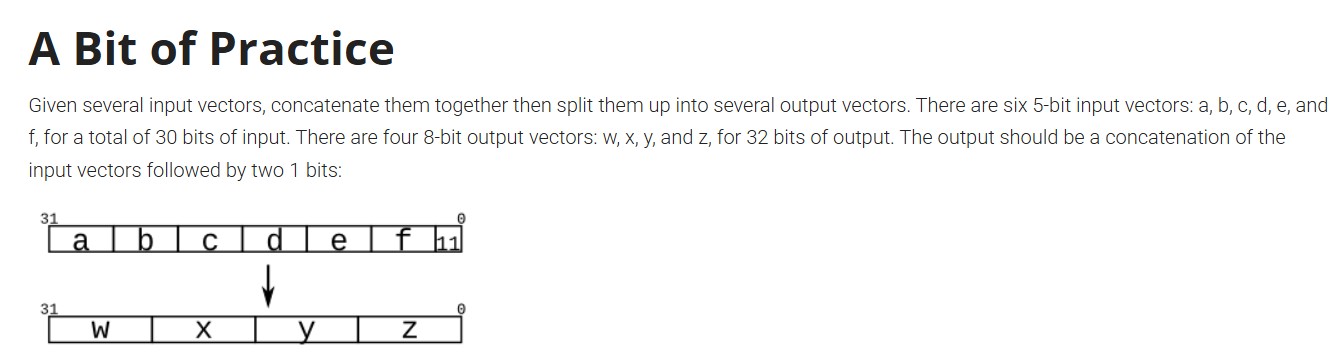 A Bit of Practice
Given several input vectors, concatenate them together then split them up into several output vectors. There are six 5-bit input vectors: a, b, c, d, e, and
f, for a total of 30 bits of input. There are four 8-bit output vectors: w, x, y, and z, for 32 bits of output. The output should be a concatenation of the
input vectors followed by two 1 bits:
31 0
a b c d e f 11
31 0
w x y z